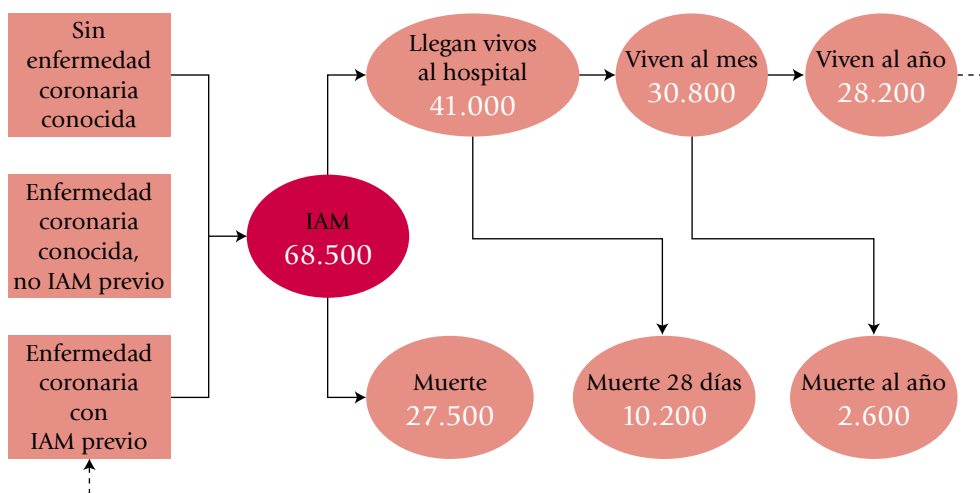 Sin
enfermedad
coronaria
conocida
Enfermedad
coronaria
conocida,
no IAM previo
Enfermedad
coronaria
con
IAM previo
IAM
68.500
Llegan vivos
al hospital
41.000
Viven al mes
30.800
Viven al año
28.200
Muerte
27.500
Muerte 28 días
10.200
Muerte al año
2.600